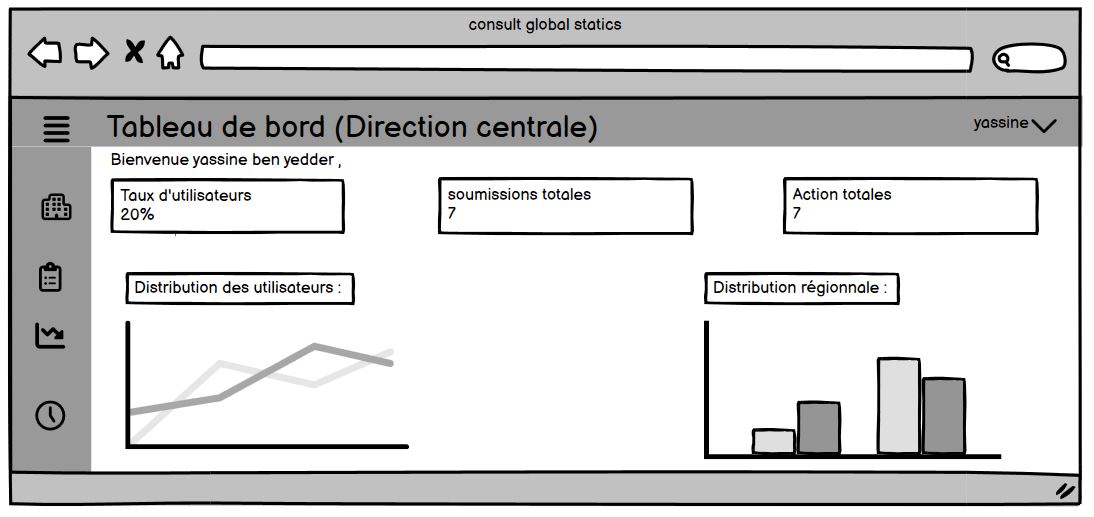 consult global statics
Tableau de bord (Direction centrale)
yassine
Bienvenue yassine ben yedder ,
Taux d'utilisateurs
20%
soumissions totales
7
Action totales
7
Distribution des utilisateurs :
Distribution régionnale :